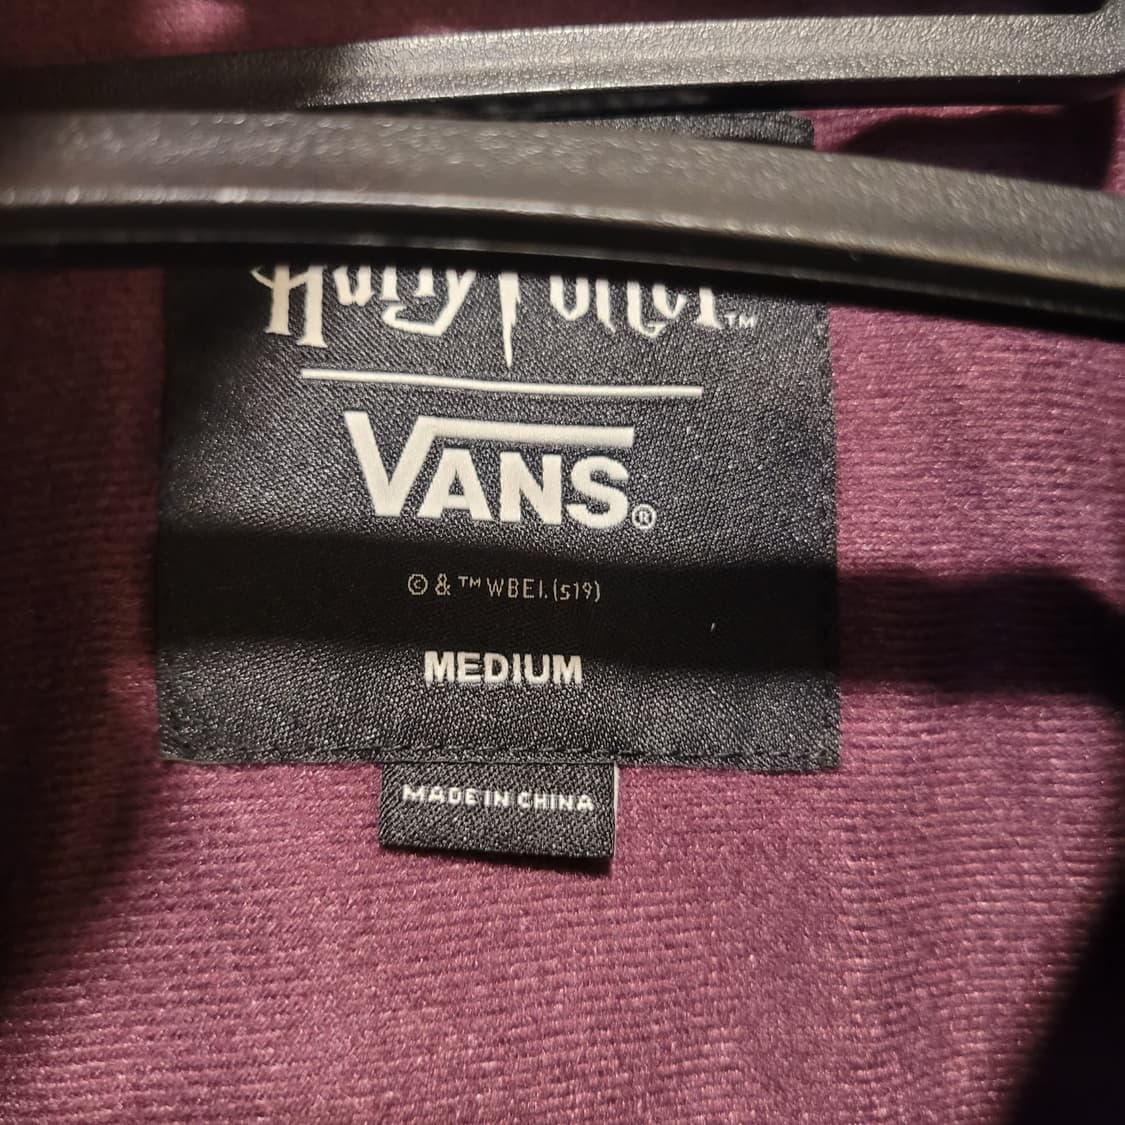 Harry Potter™
VANS®
© & ™ WBEI. (s19)
MEDIUM
MADE IN CHINA